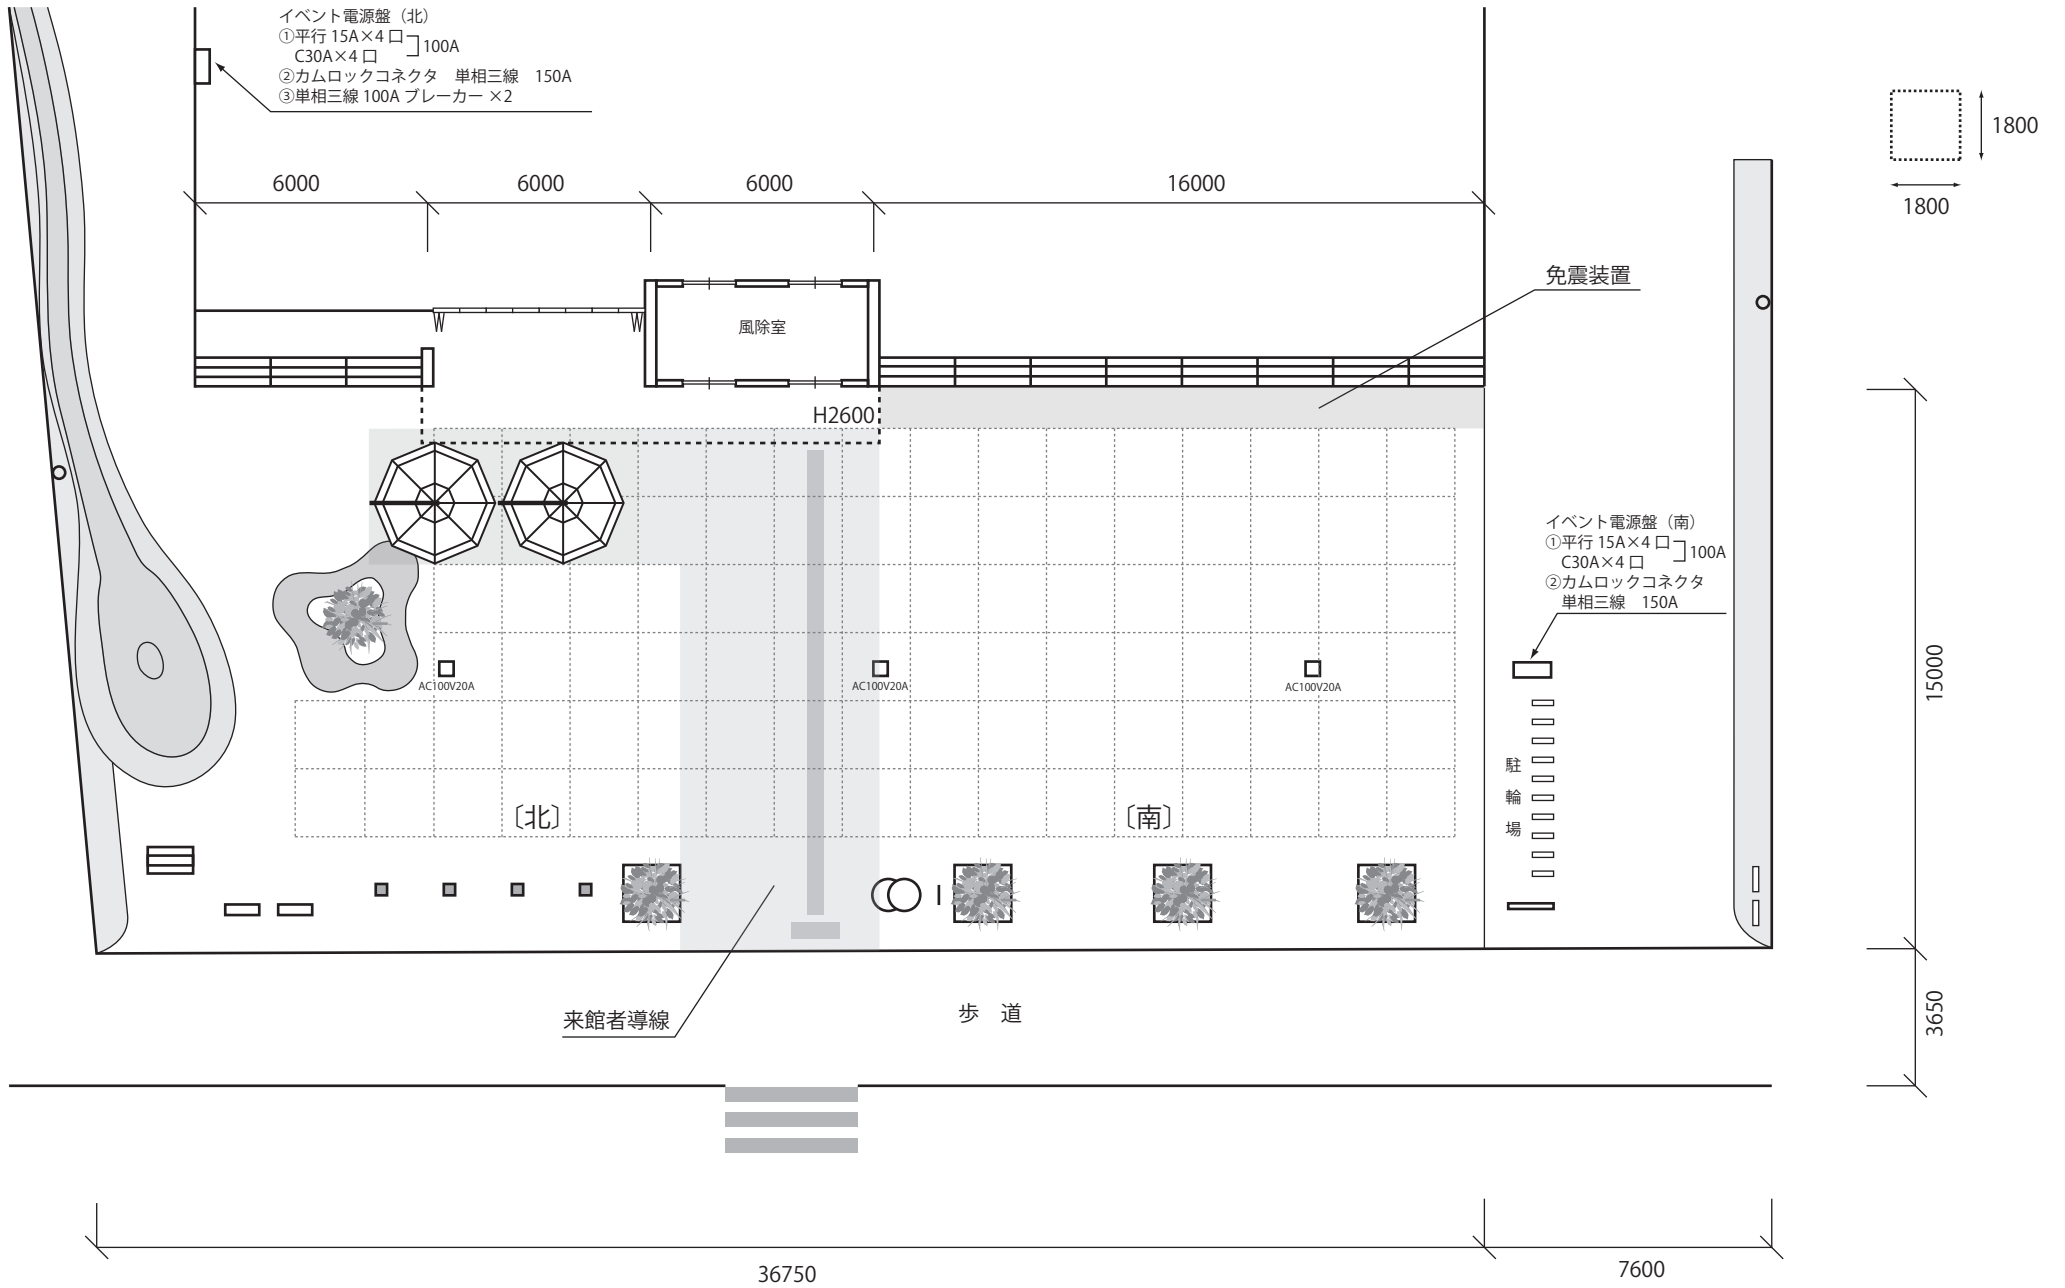 イベント電源盤（北）
①平行 15A×4 口
C30A×4 口
100A
②カムロックコネクタ　単相三線　150A
③単相三線 100A ブレーカー ×2
1800
1800
6000
6000
6000
16000
免震装置
風除室
H2600
イベント電源盤（南）
①平行 15A×4 口
C30A×4 口
100A
②カムロックコネクタ
単相三線　150A
AC100V20A
AC100V20A
AC100V20A
15000
駐輪場
〔北〕
〔南〕
来館者導線
歩　道
3650
36750
7600